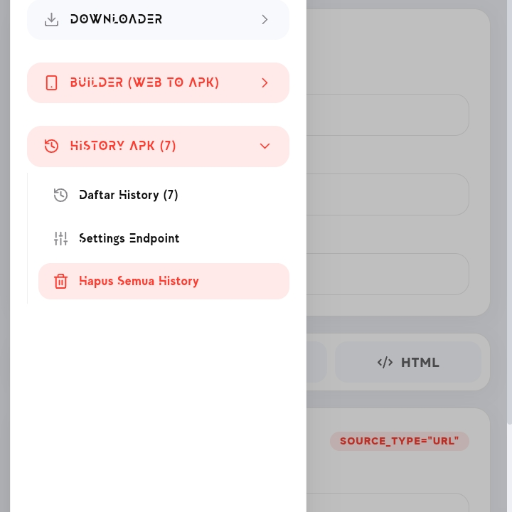 DOWNLOADER
BUILDER (WEB TO APK)
HISTORY APK (7)
Daftar History (7)
Settings Endpoint
Hapus Semua History
</> HTML
SOURCE_TYPE="URL"